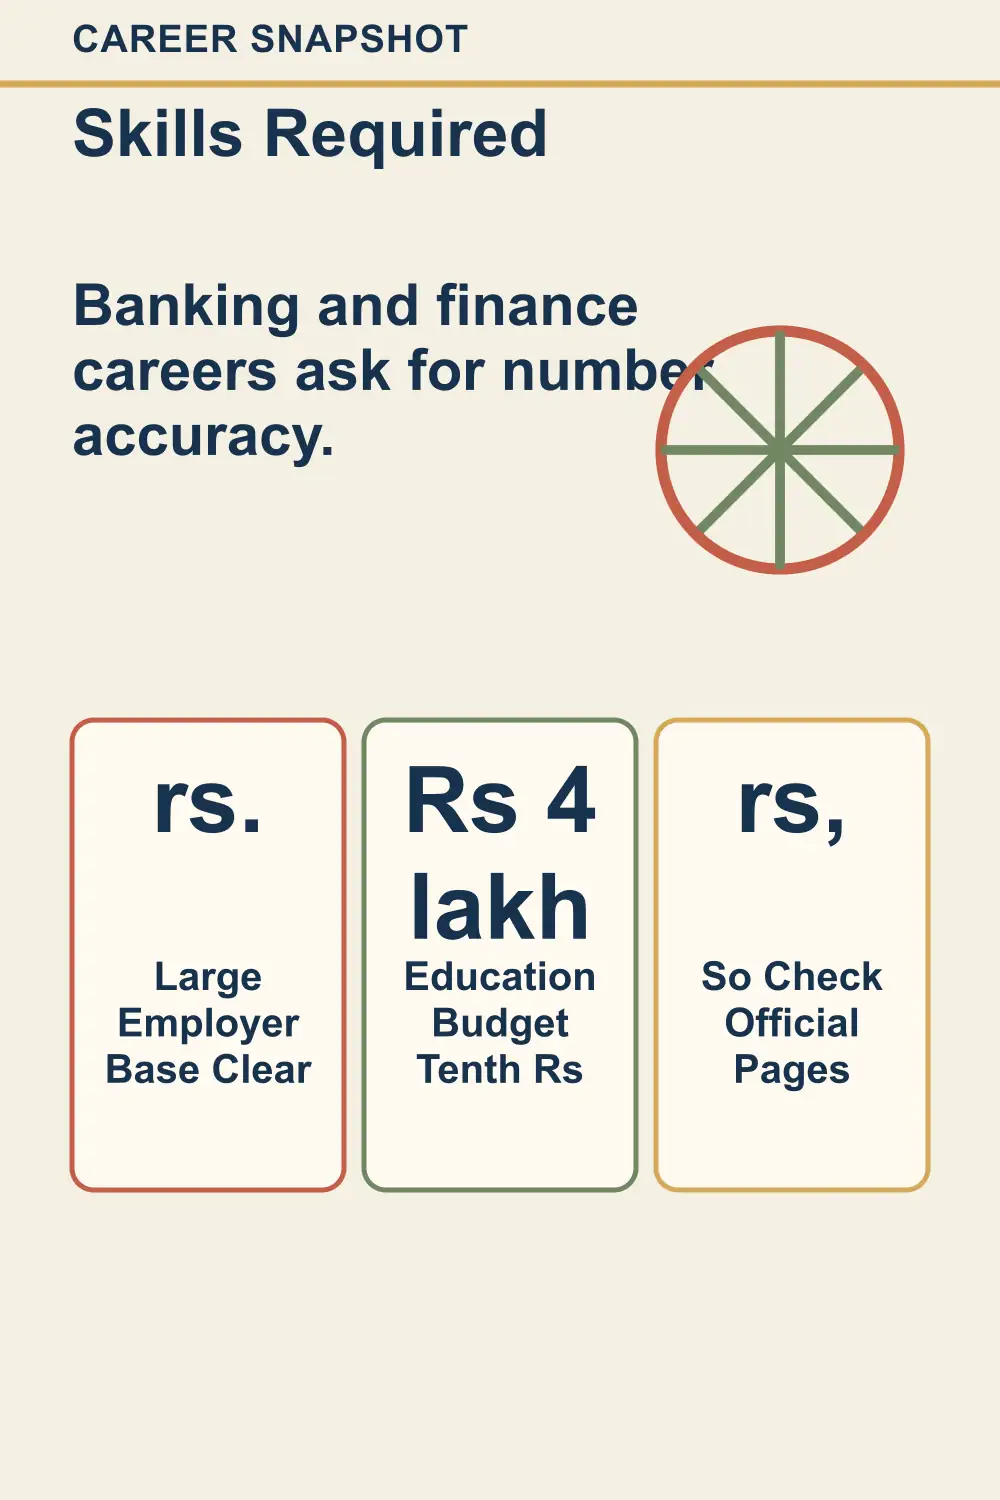 CAREER SNAPSHOT
Skills Required
Banking and finance
careers ask for number
accuracy.
rs.
Large
Employer
Base Clear
Rs 4
lakh
Education
Budget
Tenth Rs
rs,
So Check
Official
Pages